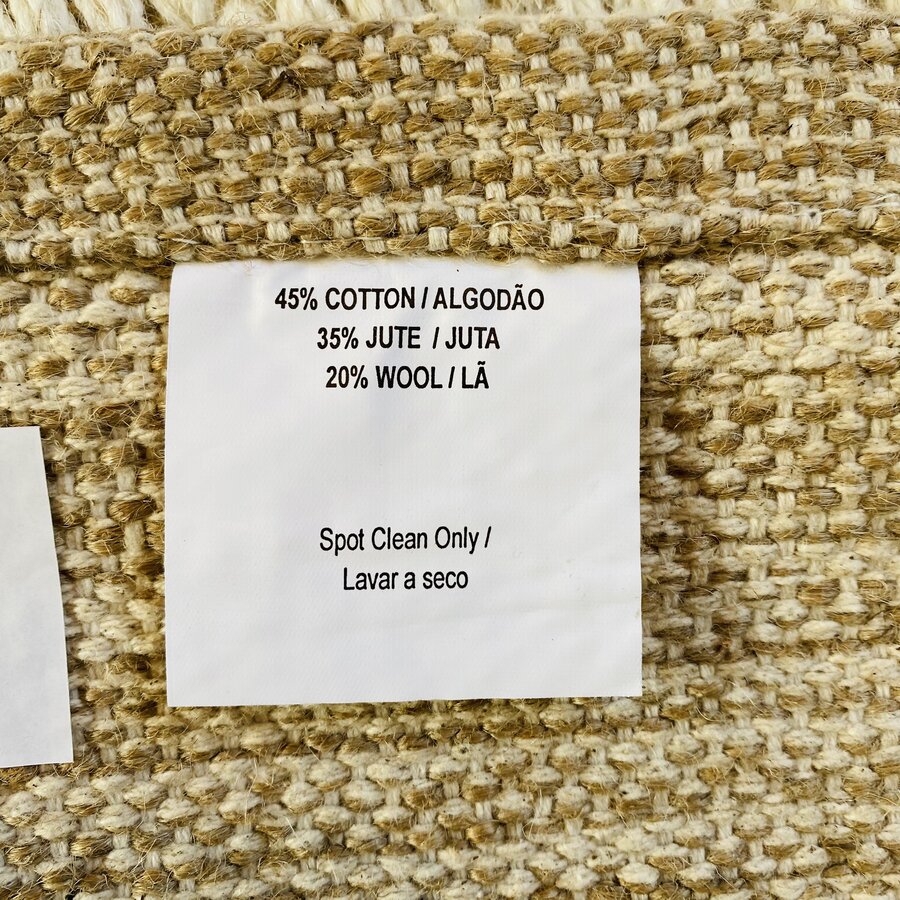 45% COTTON / ALGODÃO
35% JUTE / JUTA
20% WOOL / LÃ
Spot Clean Only /
Lavar a seco